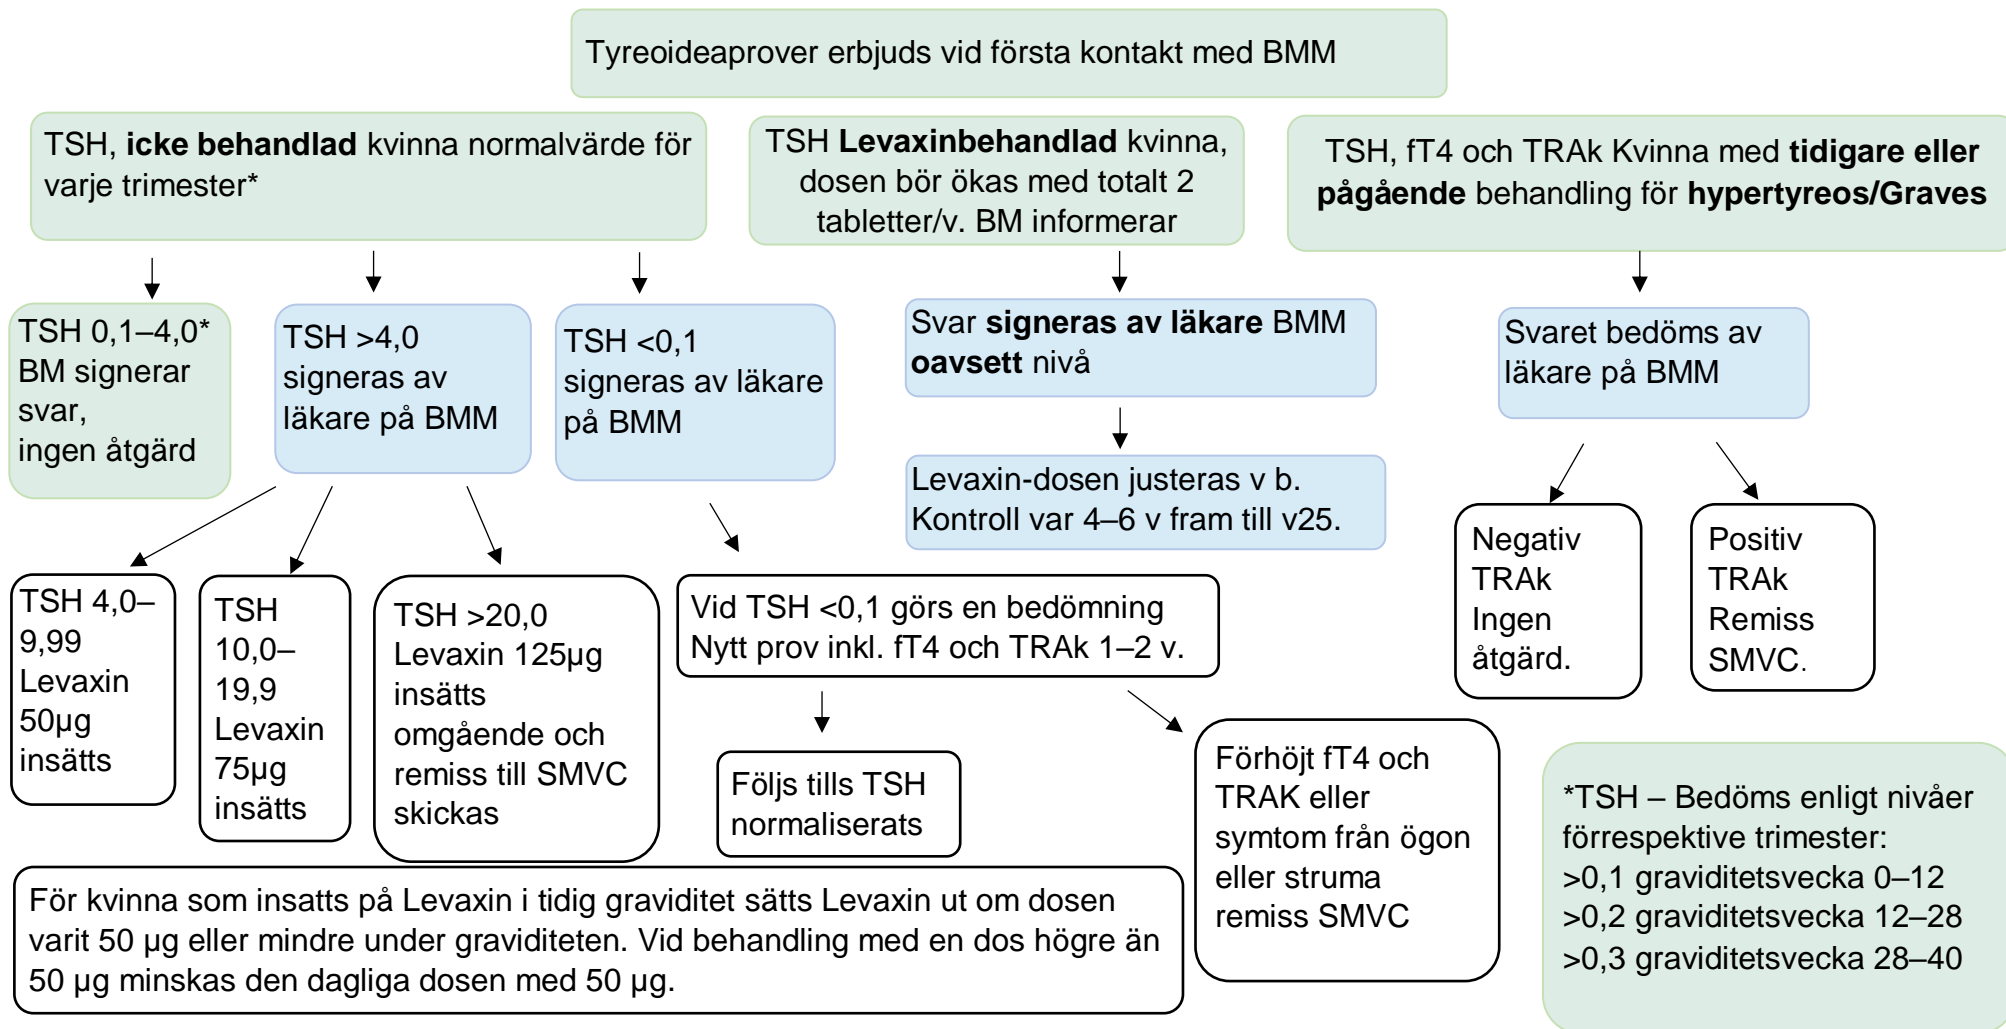 Tyreoideaprover erbjuds vid första kontakt med BMM
TSH, icke behandlad kvinna normalvärde för
varje trimester*
TSH Levaxinbehandlad kvinna,
dosen bör ökas med totalt 2
tabletter/v. BM informerar
TSH, fT4 och TRAk Kvinna med tidigare eller
pågående behandling för hypertyreos/Graves
TSH 0,1–4,0*
BM signerar
svar,
ingen åtgärd
TSH >4,0
signeras av
läkare på BMM
TSH <0,1
signeras av läkare
på BMM
Svar signeras av läkare BMM
oavsett nivå
Svaret bedöms av
läkare på BMM
Levaxin-dosen justeras v b.
Kontroll var 4–6 v fram till v25.
Negativ
TRAk
Ingen
åtgärd.
Positiv
TRAk
Remiss
SMVC.
TSH 4,0–
9,99
Levaxin
50µg
insätts
TSH
10,0–
19,9
Levaxin
75µg
insätts
TSH >20,0
Levaxin 125µg
insätts
omgående och
remiss till SMVC
skickas
Vid TSH <0,1 görs en bedömning
Nytt prov inkl. fT4 och TRAk 1–2 v.
Följs tills TSH
normaliserats
Förhöjt fT4 och
TRAK eller
symtom från ögon
eller struma
remiss SMVC
*TSH – Bedöms enligt nivåer
förrespektive trimester:
>0,1 graviditetsvecka 0–12
>0,2 graviditetsvecka 12–28
>0,3 graviditetsvecka 28–40
För kvinna som insatts på Levaxin i tidig graviditet sätts Levaxin ut om dosen
varit 50 µg eller mindre under graviditeten. Vid behandling med en dos högre än
50 µg minskas den dagliga dosen med 50 µg.